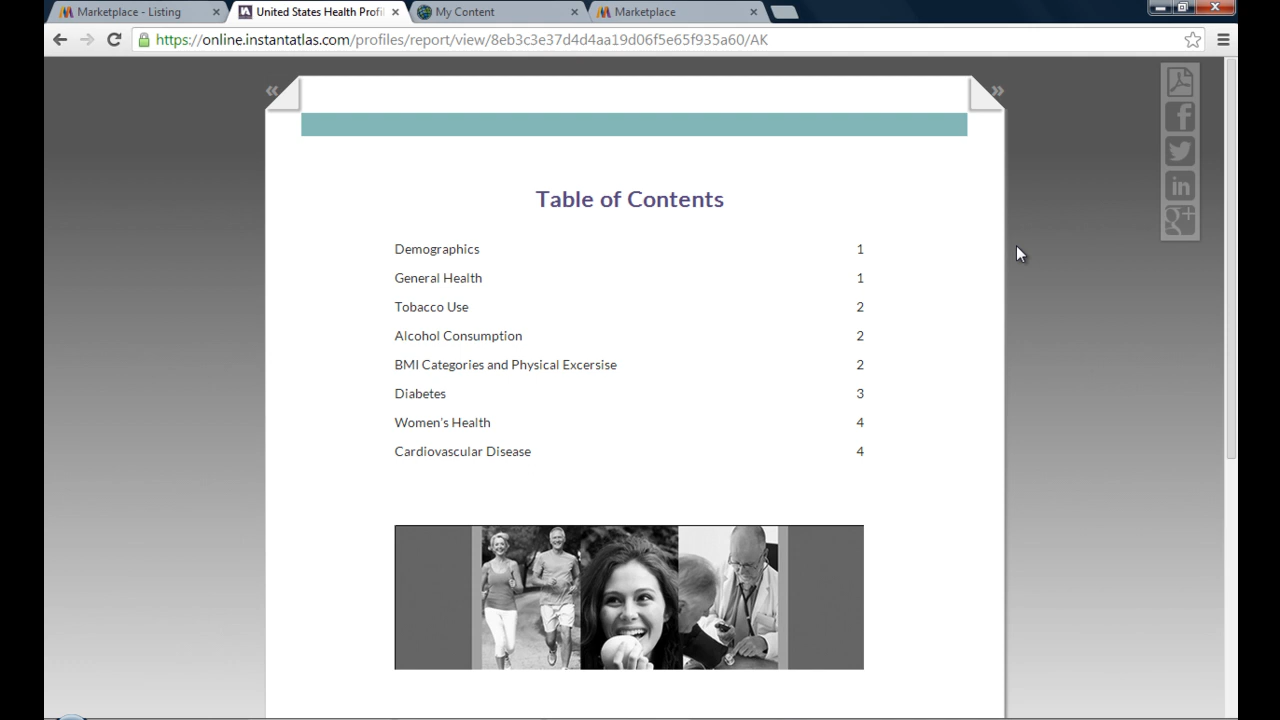 Marketplace - Listing
United States Health Profil
My Content
Marketplace
https://online.instantatlas.com/profiles/report/view/8eb3c3e37d4d4aa19d06f5e65f935a60/AK
Table of Contents
Demographics 1
General Health 1
Tobacco Use 2
Alcohol Consumption 2
BMI Categories and Physical Excersise 2
Diabetes 3
Women's Health 4
Cardiovascular Disease 4